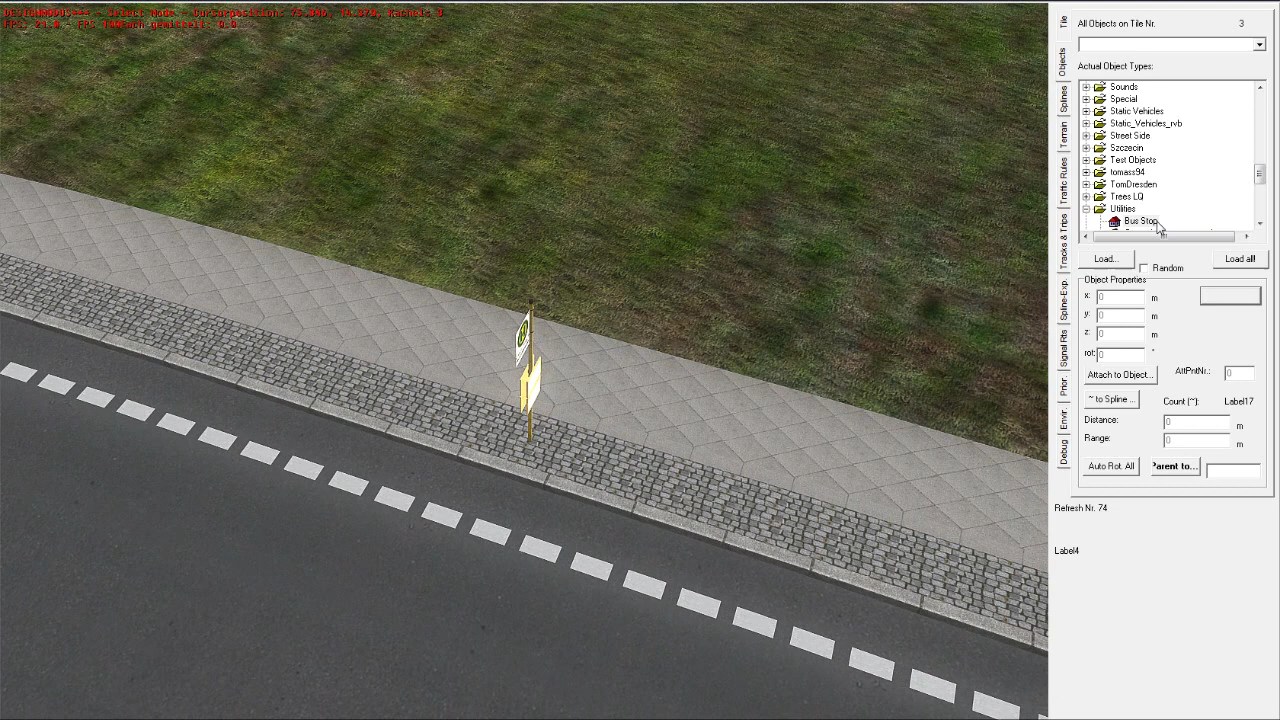 Tile
Objects
Splines
Terrain
Traffic Rules
Tracks & Trips
Spline-Exp.
Signal Rts
Prior.
Envir.
Debug
All Objects on Tile Nr. 3
Actual Object Types:
Sounds
Special
Static Vehicles
Static_Vehicles_rvb
Street Side
Szczecin
Test Objects
tomass94
TomDresden
Trees LQ
Utilities
Bus Stop
Load... Random Load all!
Object Properties
x: 0 m
y: 0 m
z: 0 m
rot: 0 °
Attach to Object... AttPntNr.: 0
~ to Spline ... Count (~): Label17
Distance: 0 m
Range: 0 m
Auto Rot. All Parent to...
Refresh Nr. 74
Label4